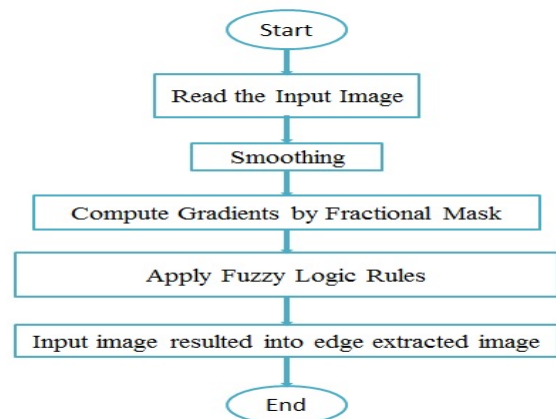 Start
Read the Input Image
Smoothing
Compute Gradients by Fractional Mask
Apply Fuzzy Logic Rules
Input image resulted into edge extracted image
End